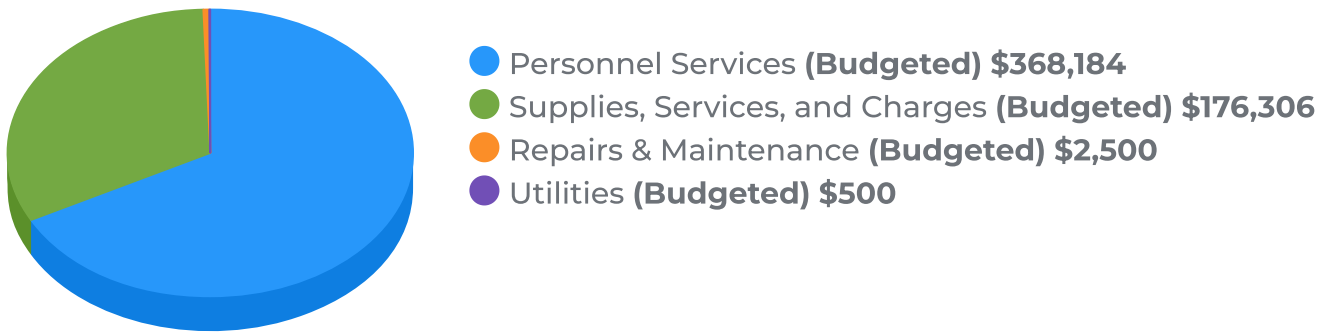 Personnel Services (Budgeted) $368,184
Supplies, Services, and Charges (Budgeted) $176,306
Repairs & Maintenance (Budgeted) $2,500
Utilities (Budgeted) $500